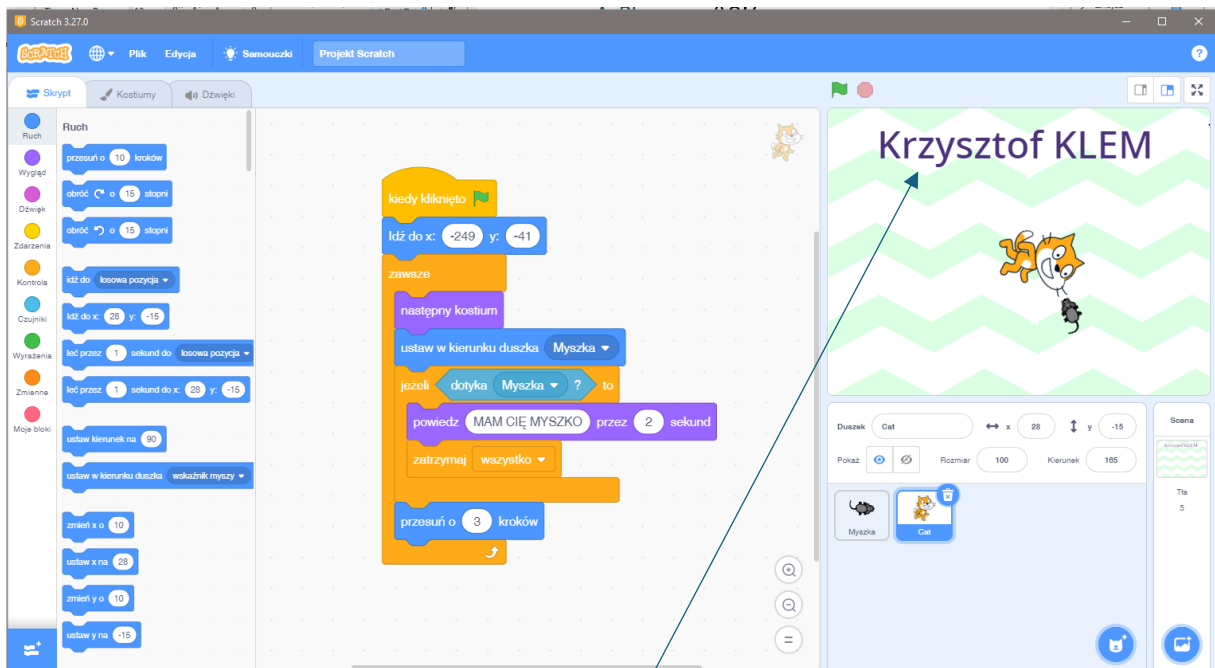 Scratch 3.27.0
SCRATCH Plik Edycja Samouczki Projekt Scratch ?
Skrypt Kostiumy Dźwięki
Ruch
Wygląd
Dźwięk
Zdarzenia
Kontrola
Czujniki
Wyrażenia
Zmienne
Moje bloki
Ruch
przesuń o 10 kroków
obróć o 15 stopni
obróć o 15 stopni
idź do losowa pozycja
Idź do x: 28 y: -15
leć przez 1 sekund do losowa pozycja
leć przez 1 sekund do x: 28 y: -15
ustaw kierunek na 90
ustaw w kierunku duszka wskaźnik myszy
zmień x o 10
ustaw x na 28
zmień y o 10
ustaw y na -15
kiedy kliknięto
Idź do x: -249 y: -41
zawsze
następny kostium
ustaw w kierunku duszka Myszka
jeżeli dotyka Myszka ? to
powiedz MAM CIĘ MYSZKO przez 2 sekund
zatrzymaj wszystko
przesuń o 3 kroków
Krzysztof KLEM
Duszek Cat x 28 y -15
Pokaż Rozmiar 100 Kierunek 165
Myszka
Cat
Scena
Krzysztof KLEM
Tła
5